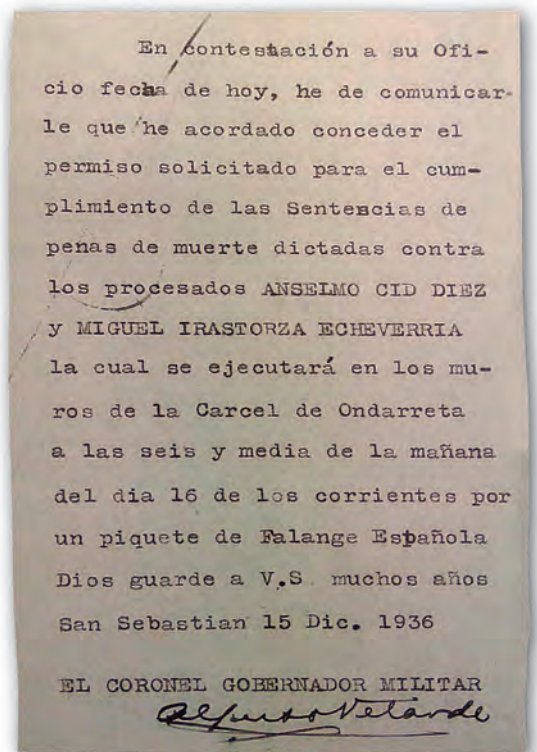 En contestación a su Ofi-
cio fecha de hoy, he de comunicar-
le que he acordado conceder el
permiso solicitado para el cum-
plimiento de las Sentencias de
penas de muerte dictadas contra
los procesados ANSELMO CID DIEZ
y MIGUEL IRASTORZA ECHEVERRIA
la cual se ejecutará en los mu-
ros de la Carcel de Ondarreta
a las seis y media de la mañana
del dia 16 de los corrientes por
un piquete de Falange Española
Dios guarde a V.S. muchos años
San Sebastian 15 Dic. 1936
EL CORONEL GOBERNADOR MILITAR
Alfonso Velarde